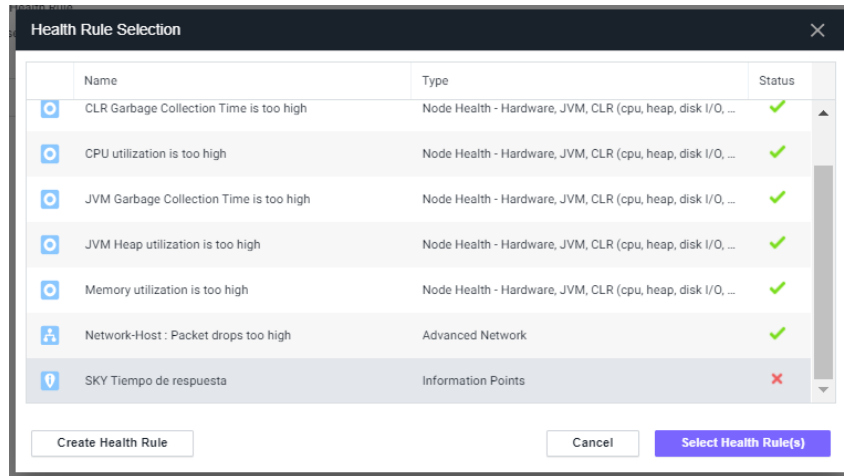 Health Rule
Health Rule Selection
Name Type Status
CLR Garbage Collection Time is too high Node Health - Hardware, JVM, CLR (cpu, heap, disk I/O, ...
CPU utilization is too high Node Health - Hardware, JVM, CLR (cpu, heap, disk I/O, ...
JVM Garbage Collection Time is too high Node Health - Hardware, JVM, CLR (cpu, heap, disk I/O, ...
JVM Heap utilization is too high Node Health - Hardware, JVM, CLR (cpu, heap, disk I/O, ...
Memory utilization is too high Node Health - Hardware, JVM, CLR (cpu, heap, disk I/O, ...
Network-Host : Packet drops too high Advanced Network
SKY Tiempo de respuesta Information Points
Create Health Rule Cancel Select Health Rule(s)